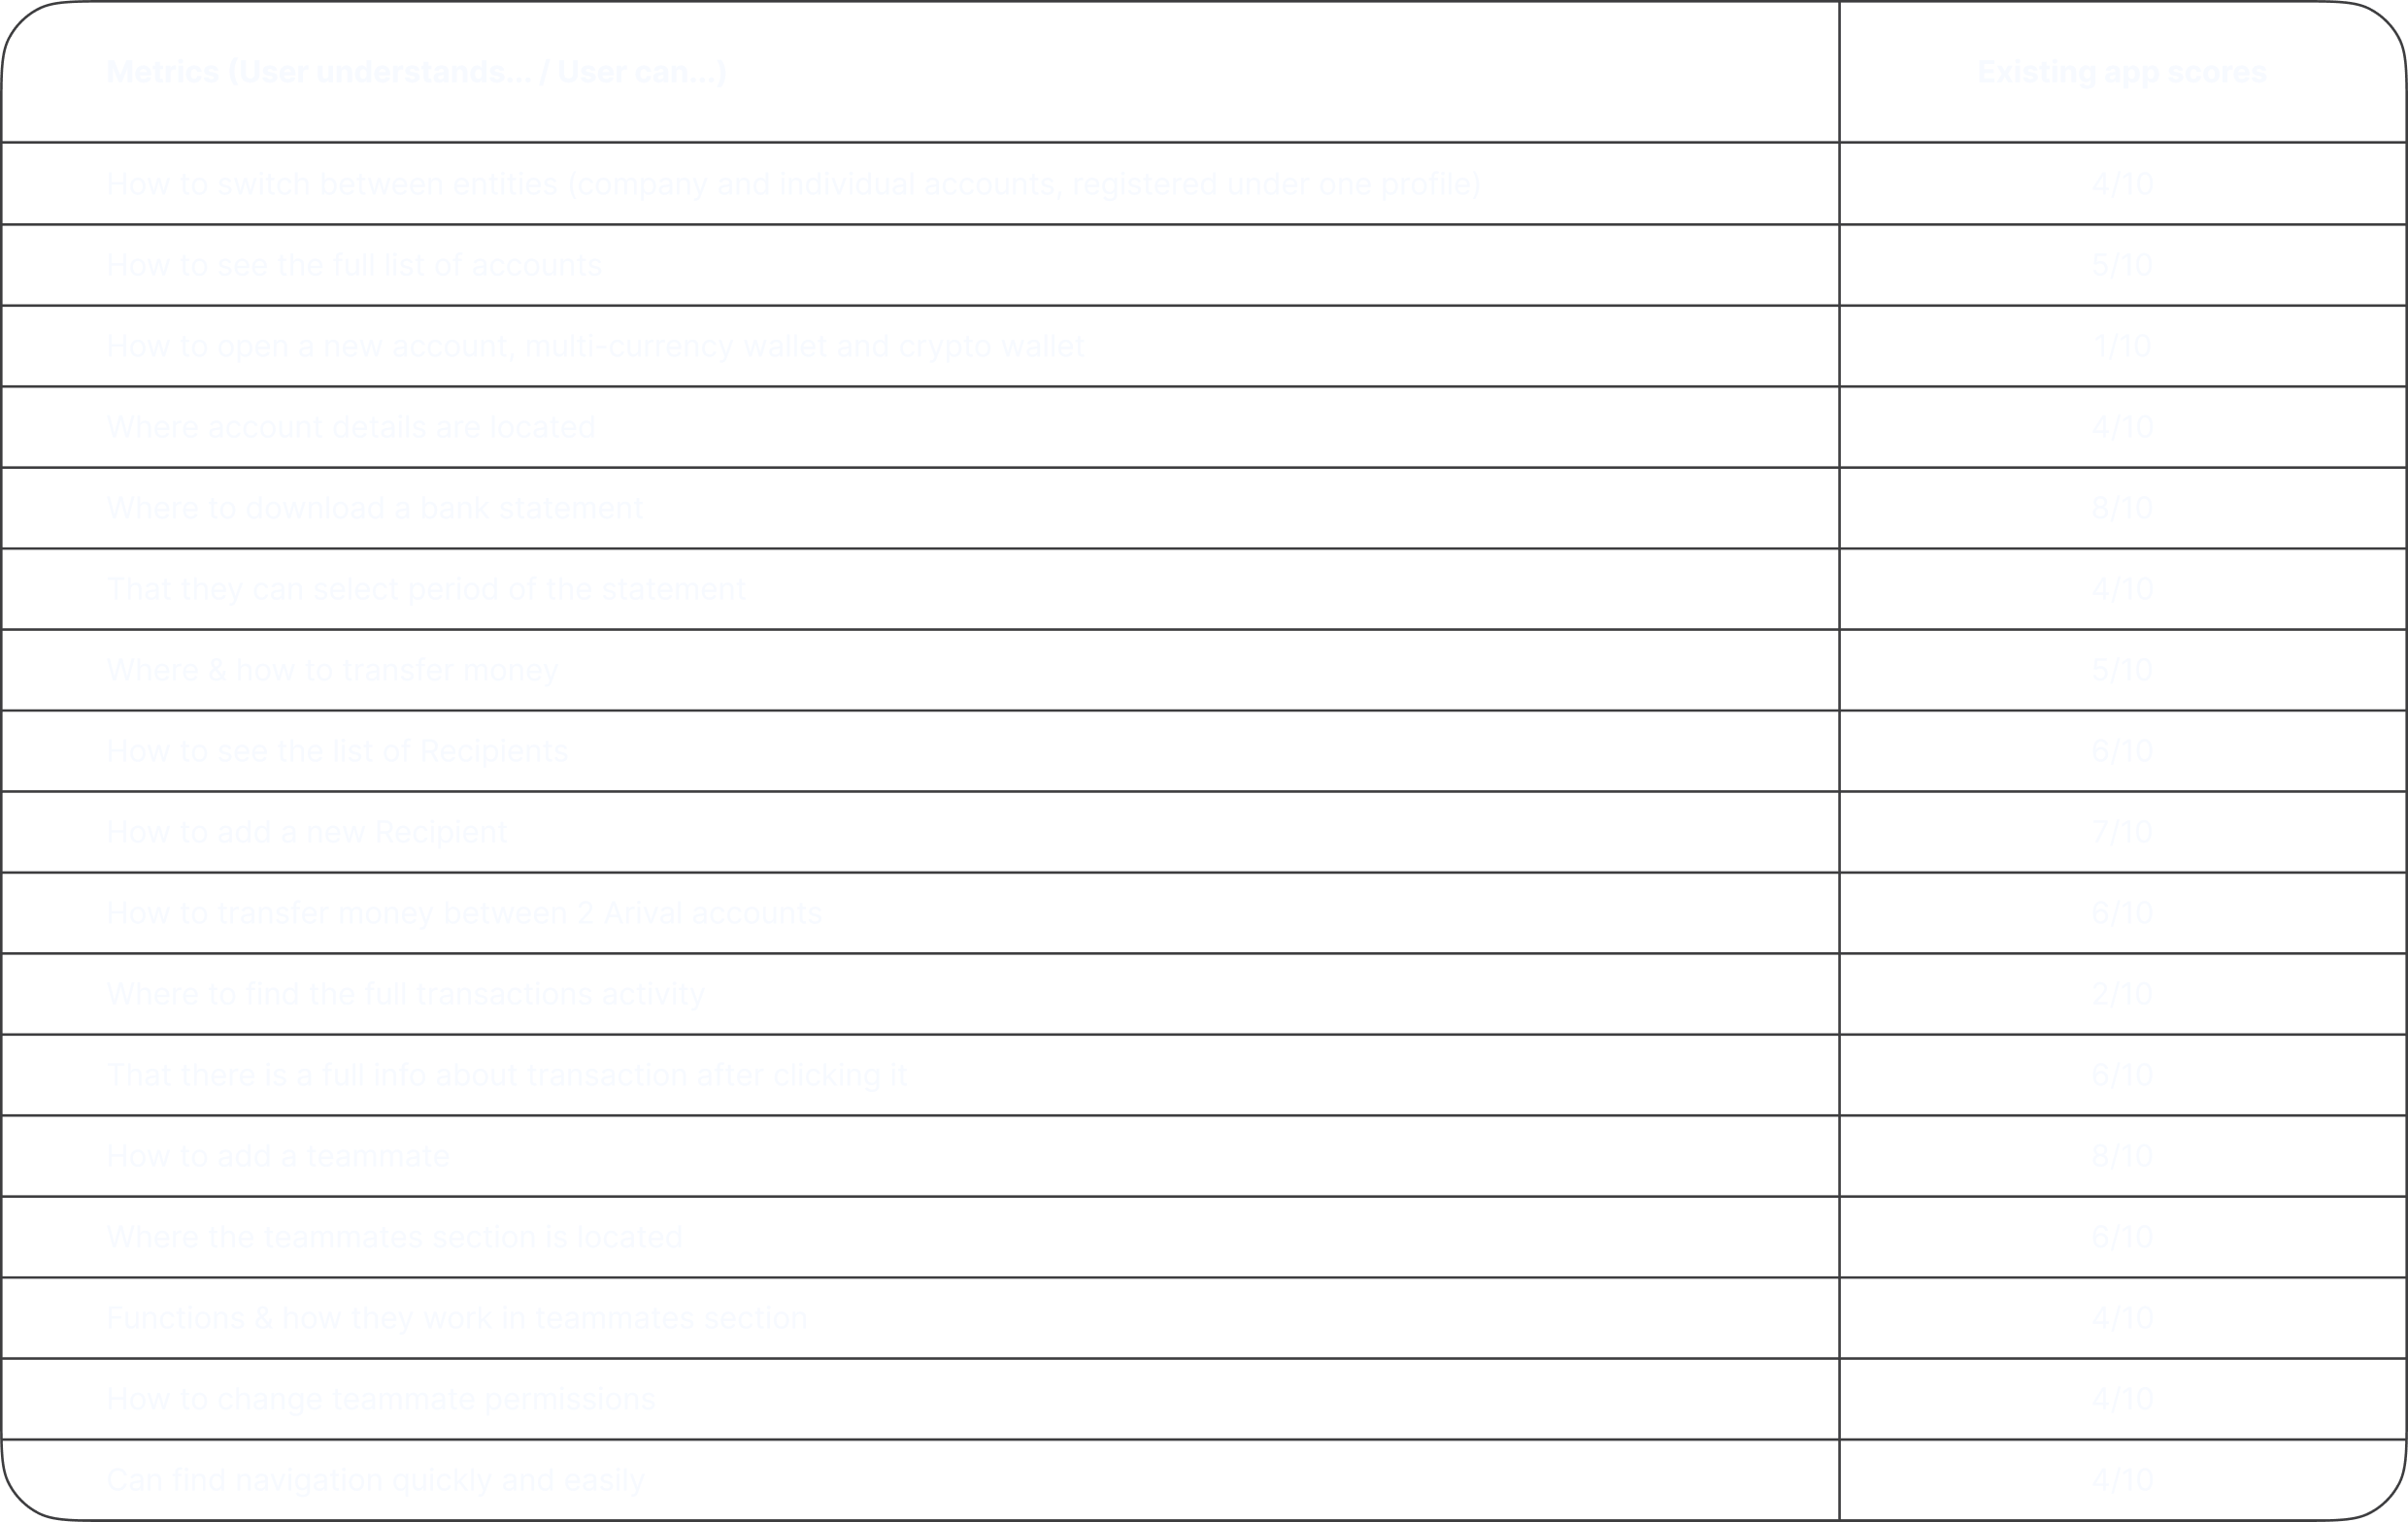 Metrics (User understands... / User can...) Existing app scores
How to switch between entities (company and individual accounts, registered under one profile) 4/10
How to see the full list of accounts 5/10
How to open a new account, multi-currency wallet and crypto wallet 1/10
Where account details are located 4/10
Where to download a bank statement 8/10
That they can select period of the statement 4/10
Where & how to transfer money 5/10
How to see the list of Recipients 6/10
How to add a new Recipient 7/10
How to transfer money between 2 Arival accounts 6/10
Where to find the full transactions activity 2/10
That there is a full info about transaction after clicking it 6/10
How to add a teammate 8/10
Where the teammates section is located 6/10
Functions & how they work in teammates section 4/10
How to change teammate permissions 4/10
Can find navigation quickly and easily 4/10